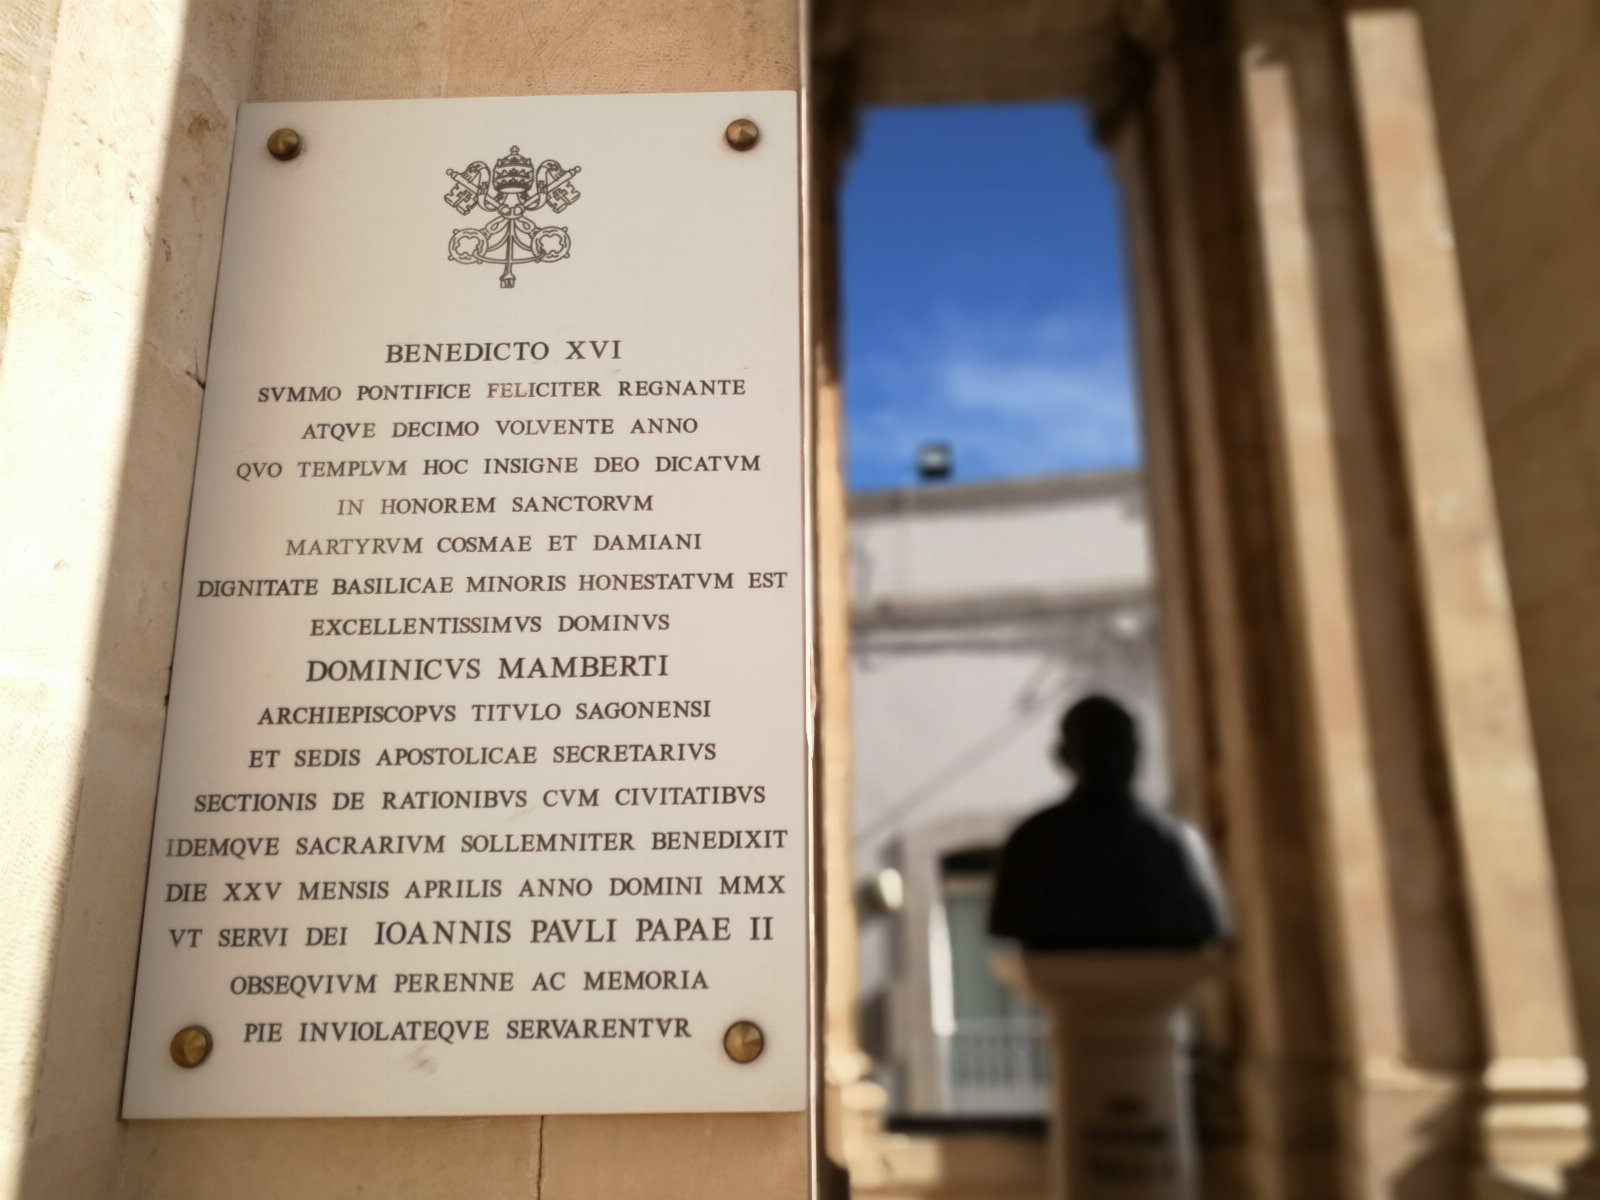 BENEDICTO XVI
SVMMO PONTIFICE FELICITER REGNANTE
ATQVE DECIMO VOLVENTE ANNO
QVO TEMPLVM HOC INSIGNE DEO DICATVM
IN HONOREM SANCTORVM
MARTYRVM COSMAE ET DAMIANI
DIGNITATE BASILICAE MINORIS HONESTATVM EST
EXCELLENTISSIMVS DOMINVS
DOMINICVS MAMBERTI
ARCHIEPISCOPVS TITVLO SAGONENSI
ET SEDIS APOSTOLICAE SECRETARIVS
SECTIONIS DE RATIONIBVS CVM CIVITATIBVS
IDEMQVE SACRARIVM SOLLEMNITER BENEDIXIT
DIE XXV MENSIS APRILIS ANNO DOMINI MMX
VT SERVI DEI IOANNIS PAVLI PAPAE II
OBSEQVIVM PERENNE AC MEMORIA
PIE INVIOLATEQVE SERVARENTVR